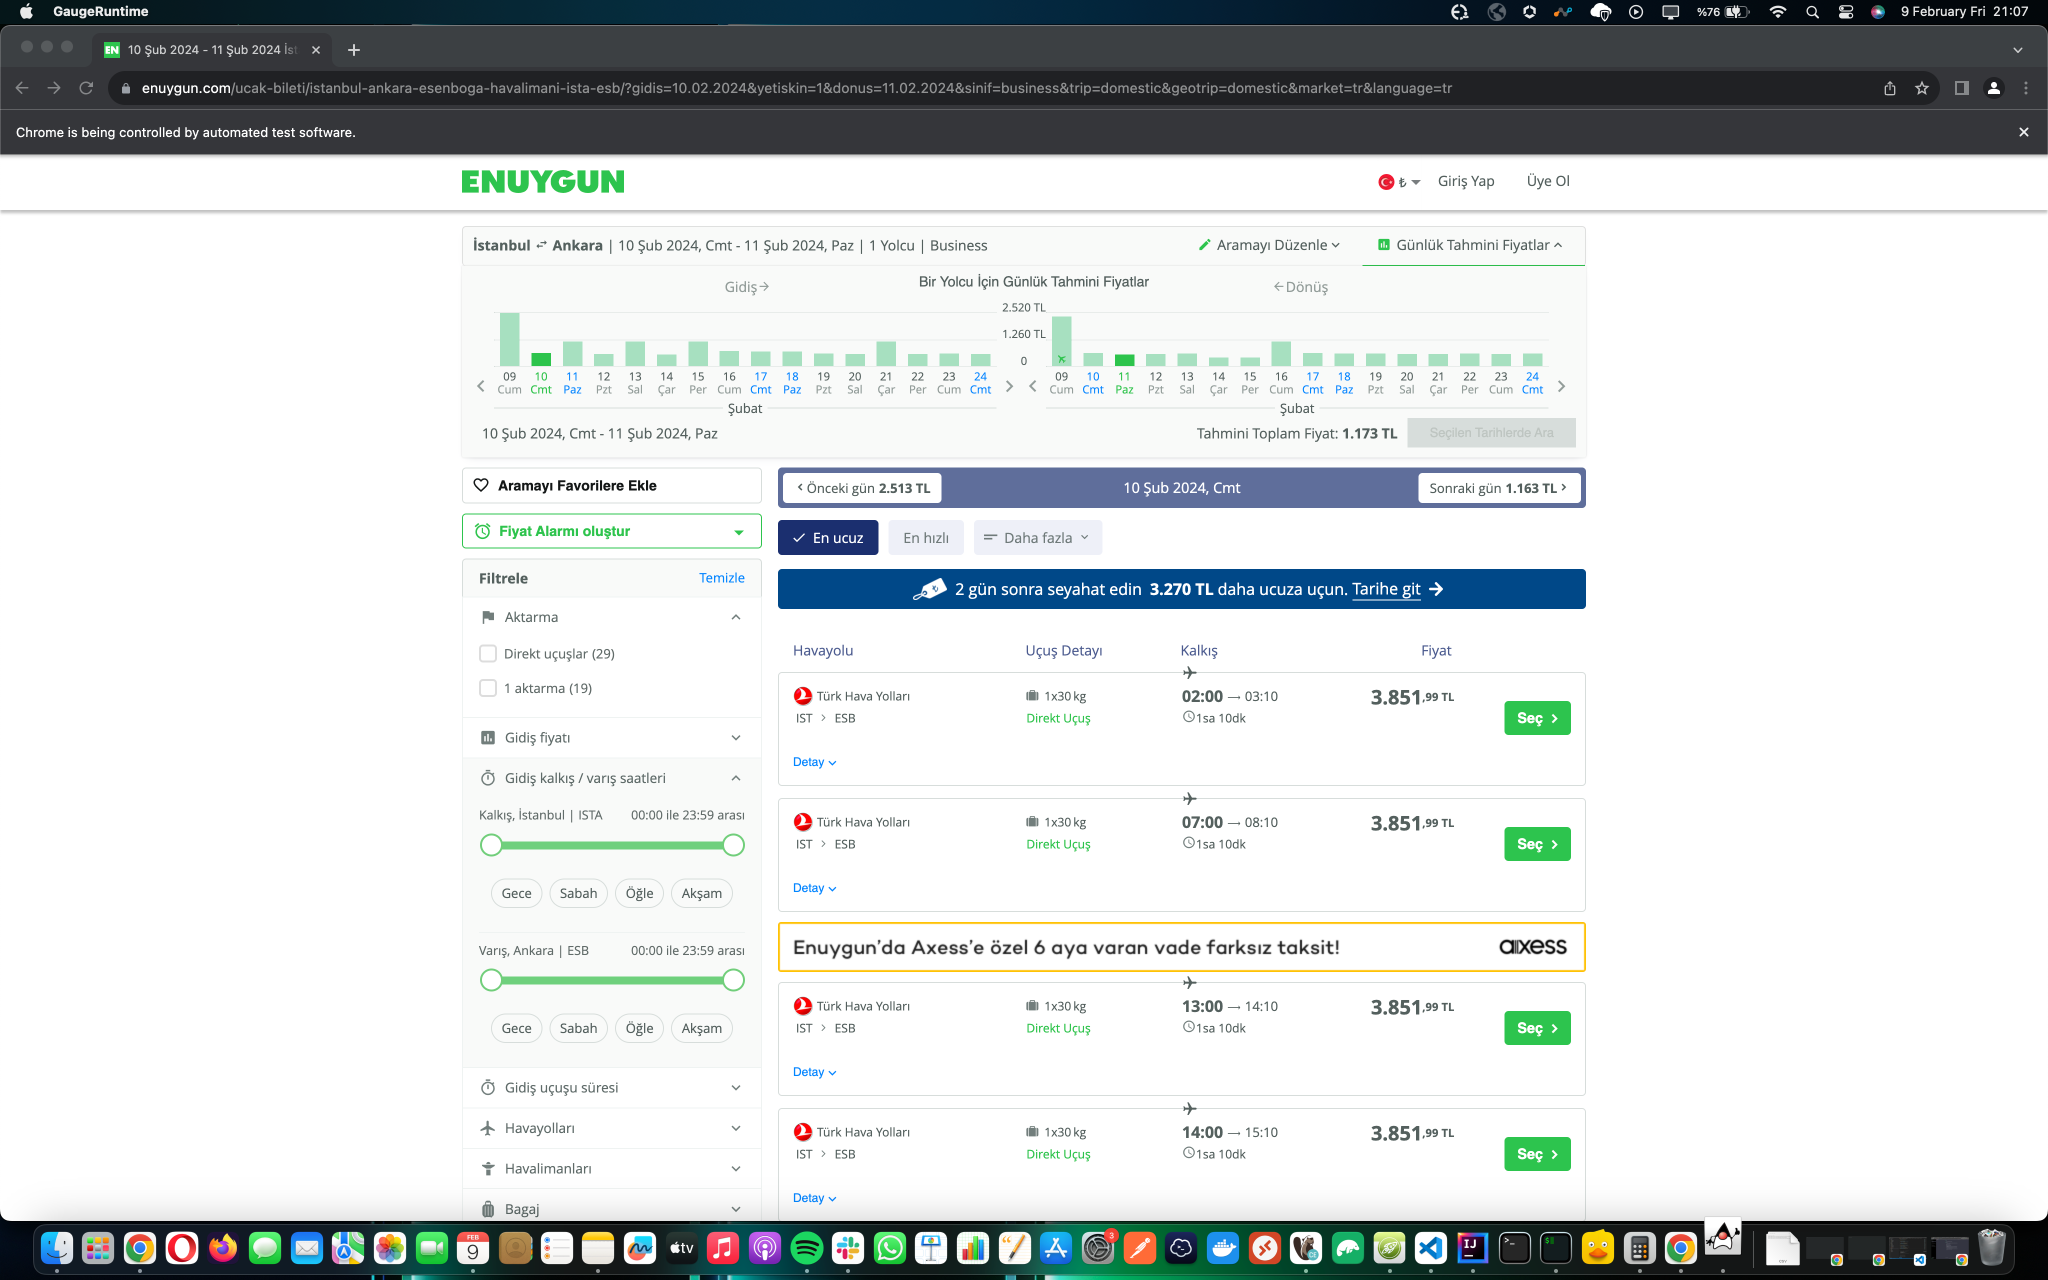 GaugeRuntime
%76
9 February Fri 21:07
EN 10 Şub 2024 - 11 Şub 2024 İst
enuygun.com/ucak-bileti/istanbul-ankara-esenboga-havalimani-ista-esb/?gidis=10.02.2024&yetiskin=1&donus=11.02.2024&sinif=business&trip=domestic&geotrip=domestic&market=tr&language=tr
Chrome is being controlled by automated test software.
ENUYGUN
₺
Giriş Yap
Üye Ol
İstanbul ⇄ Ankara | 10 Şub 2024, Cmt - 11 Şub 2024, Paz | 1 Yolcu | Business
Aramayı Düzenle
Günlük Tahmini Fiyatlar
Gidiş→
Bir Yolcu İçin Günlük Tahmini Fiyatlar
←Dönüş
2.520 TL
1.260 TL
0
09 10 11 12 13 14 15 16 17 18 19 20 21 22 23 24
Cum Cmt Paz Pzt Sal Çar Per Cum Cmt Paz Pzt Sal Çar Per Cum Cmt
Şubat
09 10 11 12 13 14 15 16 17 18 19 20 21 22 23 24
Cum Cmt Paz Pzt Sal Çar Per Cum Cmt Paz Pzt Sal Çar Per Cum Cmt
Şubat
10 Şub 2024, Cmt - 11 Şub 2024, Paz
Tahmini Toplam Fiyat: 1.173 TL
Seçilen Tarihlerde Ara
Aramayı Favorilere Ekle
Fiyat Alarmı oluştur
Filtrele
Temizle
Aktarma
Direkt uçuşlar (29)
1 aktarma (19)
Gidiş fiyatı
Gidiş kalkış / varış saatleri
Kalkış, İstanbul | ISTA
00:00 ile 23:59 arası
Gece
Sabah
Öğle
Akşam
Varış, Ankara | ESB
00:00 ile 23:59 arası
Gece
Sabah
Öğle
Akşam
Gidiş uçuşu süresi
Havayolları
Havalimanları
Bagaj
Önceki gün 2.513 TL
10 Şub 2024, Cmt
Sonraki gün 1.163 TL
En ucuz
En hızlı
Daha fazla
2 gün sonra seyahat edin 3.270 TL daha ucuza uçun. Tarihe git →
Havayolu
Uçuş Detayı
Kalkış
Fiyat
Türk Hava Yolları
1x30 kg
02:00 → 03:10
3.851,99 TL
IST > ESB
Direkt Uçuş
1sa 10dk
Seç
Detay
Türk Hava Yolları
1x30 kg
07:00 → 08:10
3.851,99 TL
IST > ESB
Direkt Uçuş
1sa 10dk
Seç
Detay
Enuygun'da Axess'e özel 6 aya varan vade farksız taksit!
axess
Türk Hava Yolları
1x30 kg
13:00 → 14:10
3.851,99 TL
IST > ESB
Direkt Uçuş
1sa 10dk
Seç
Detay
Türk Hava Yolları
1x30 kg
14:00 → 15:10
3.851,99 TL
IST > ESB
Direkt Uçuş
1sa 10dk
Seç
Detay
FEB
9
tv
3
IJ